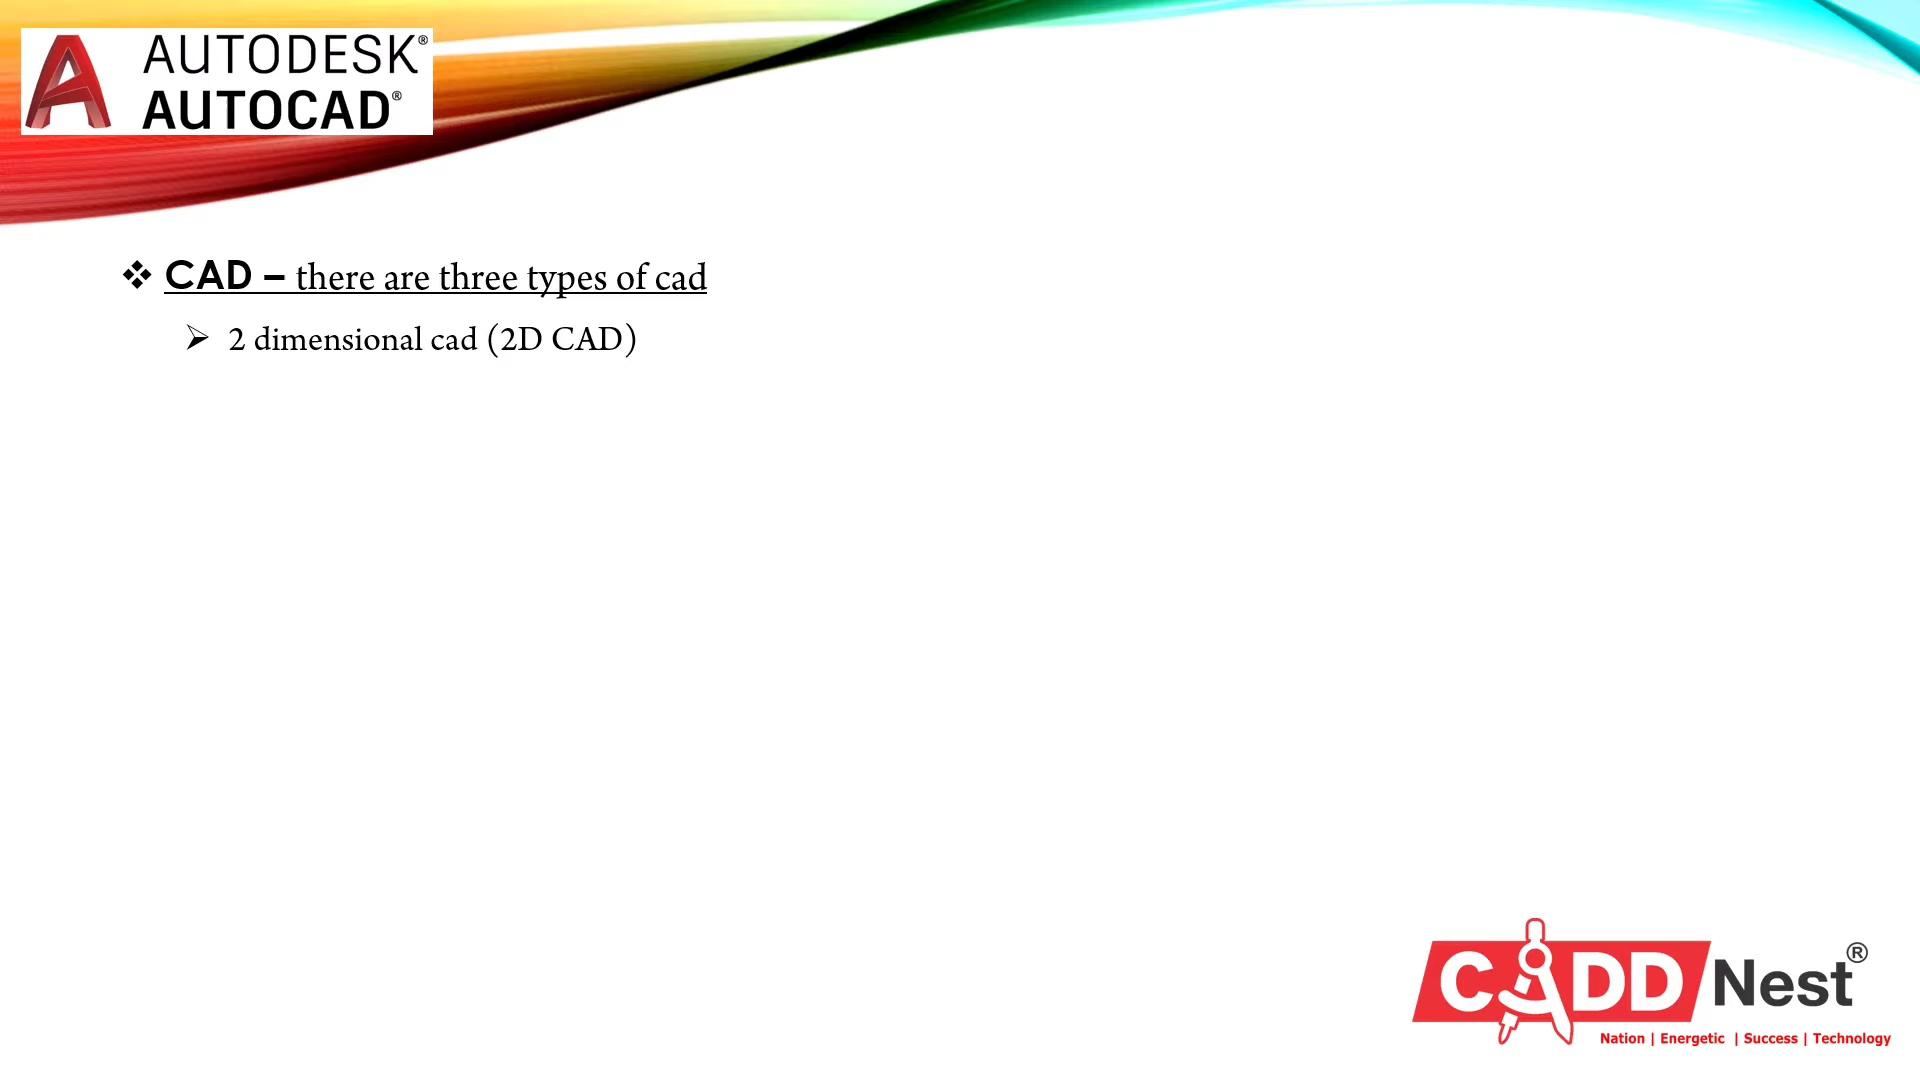 AUTODESK®
AUTOCAD®
❖ CAD – there are three types of cad
➢ 2 dimensional cad (2D CAD)
CADD Nest®
Nation | Energetic | Success | Technology